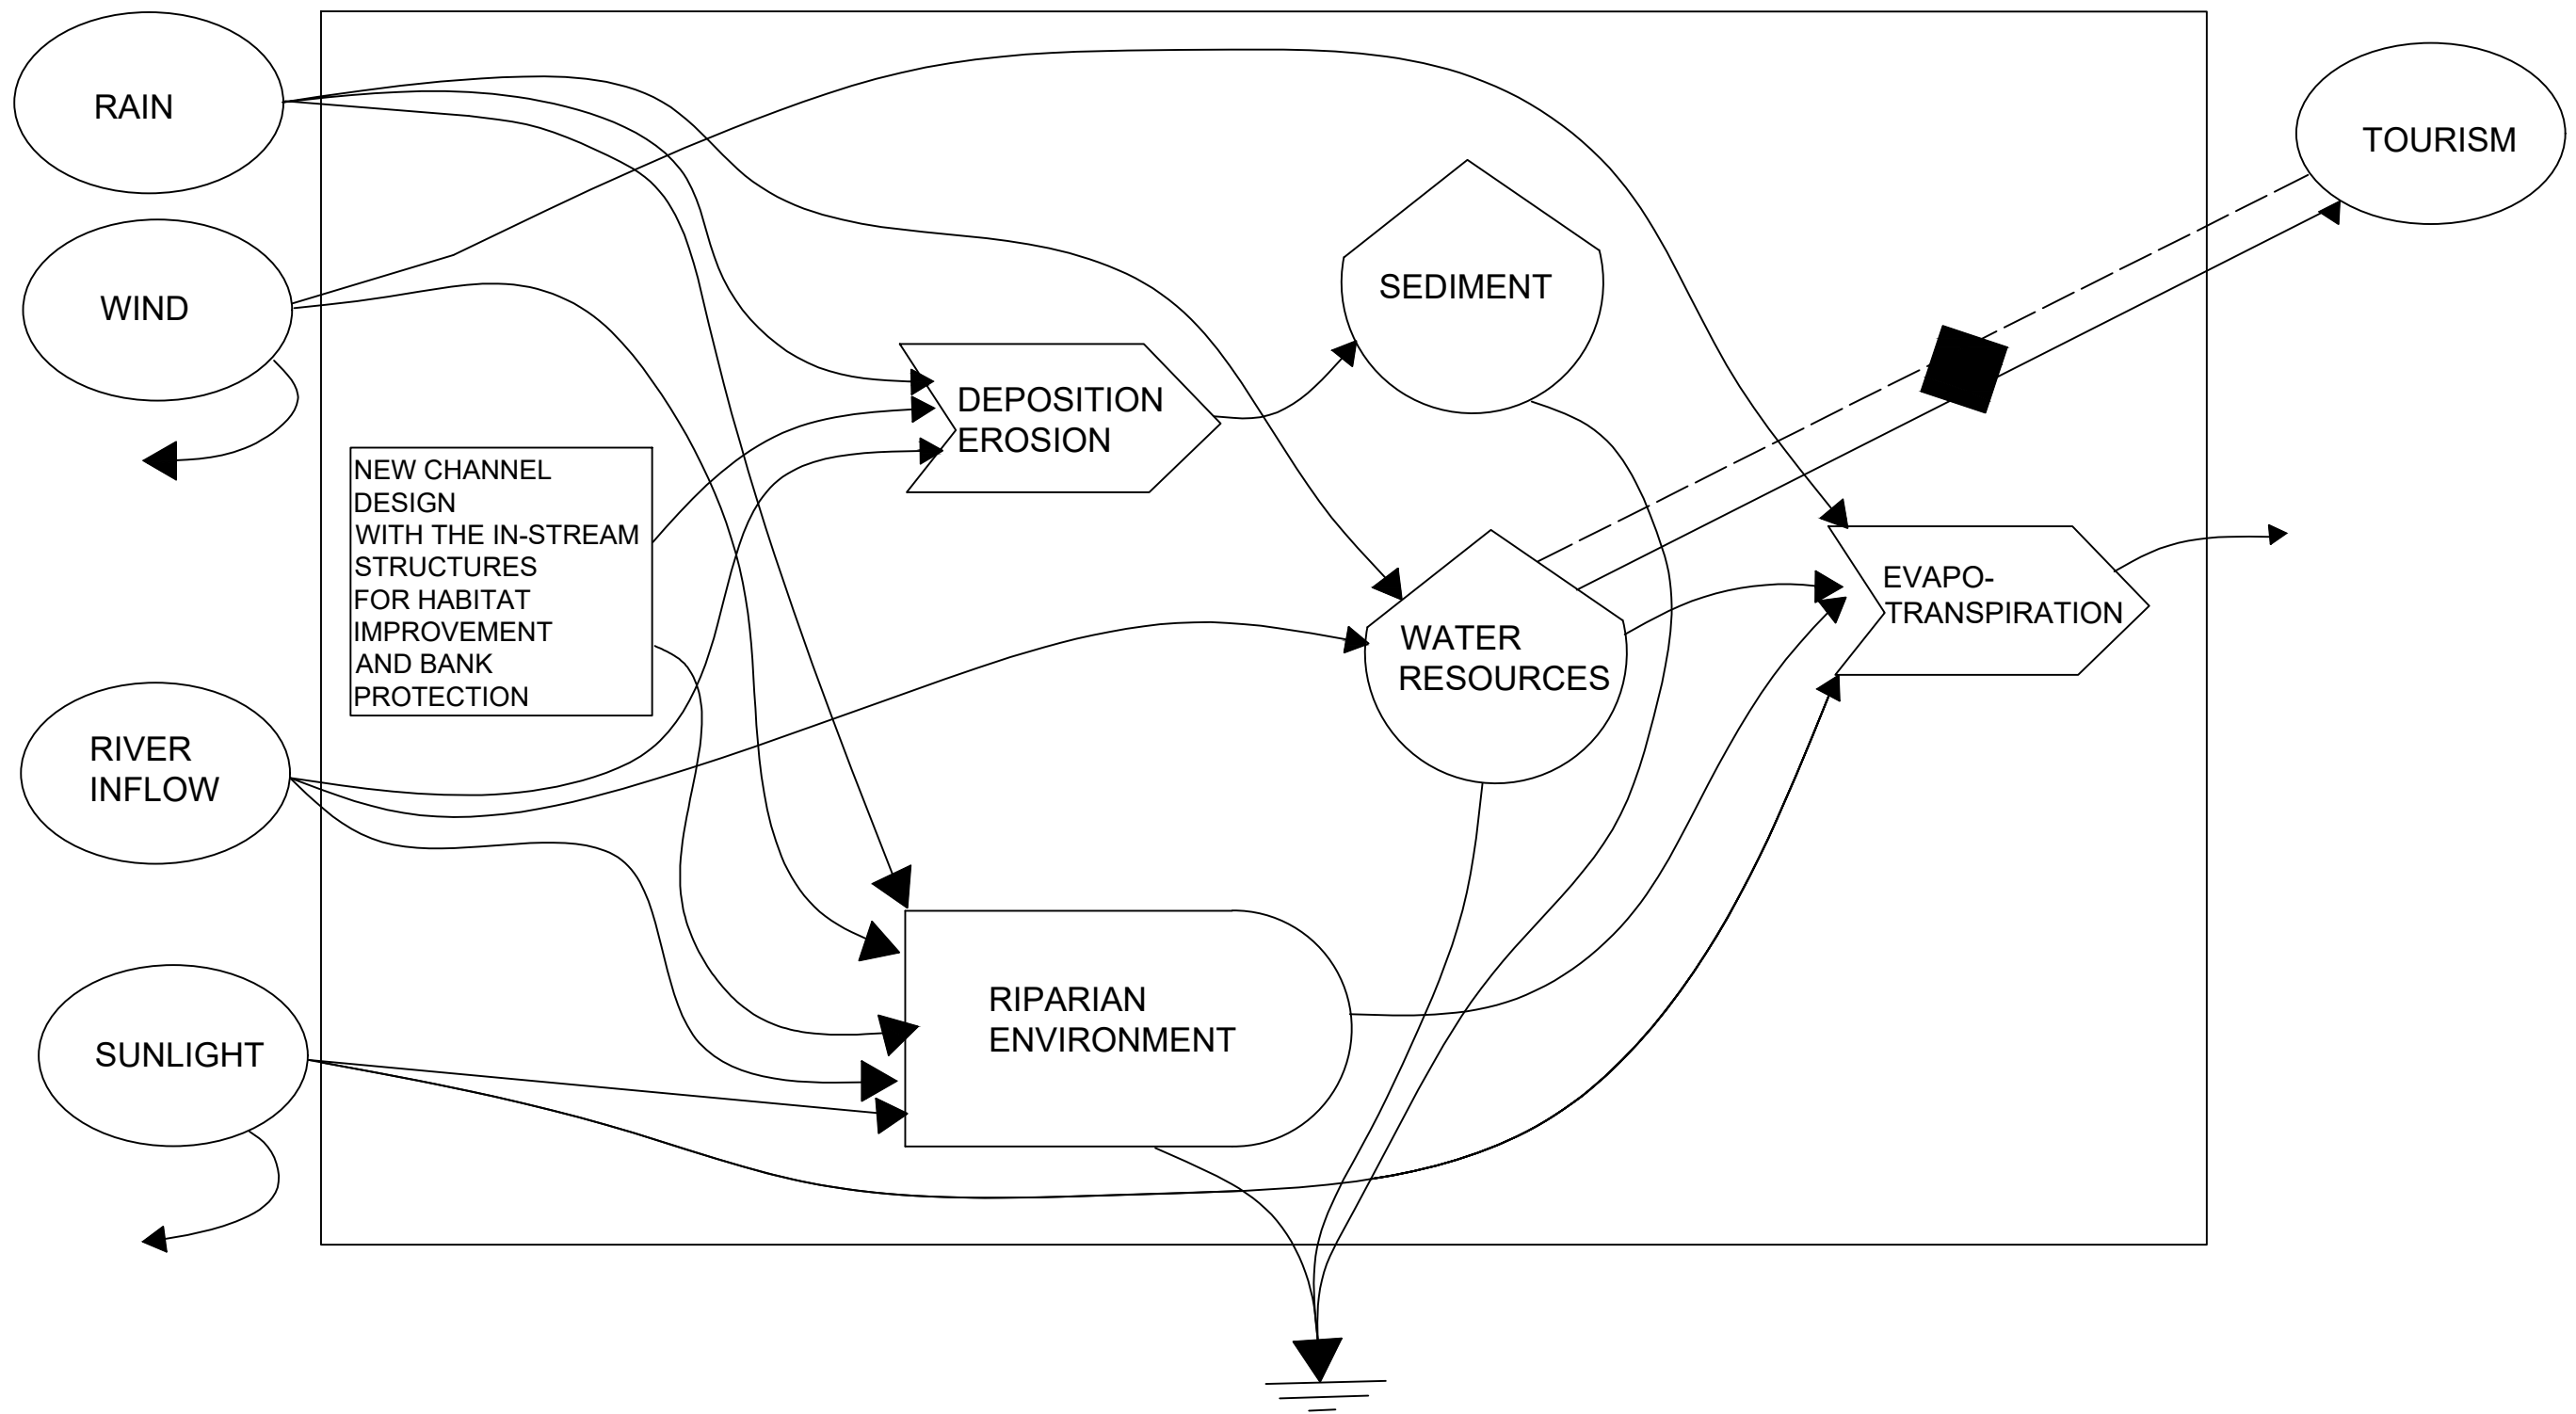 RAIN
WIND
RIVER
INFLOW
SUNLIGHT
NEW CHANNEL
DESIGN
WITH THE IN-STREAM
STRUCTURES
FOR HABITAT
IMPROVEMENT
AND BANK
PROTECTION
DEPOSITION
EROSION
SEDIMENT
WATER
RESOURCES
RIPARIAN
ENVIRONMENT
EVAPO-
TRANSPIRATION
TOURISM